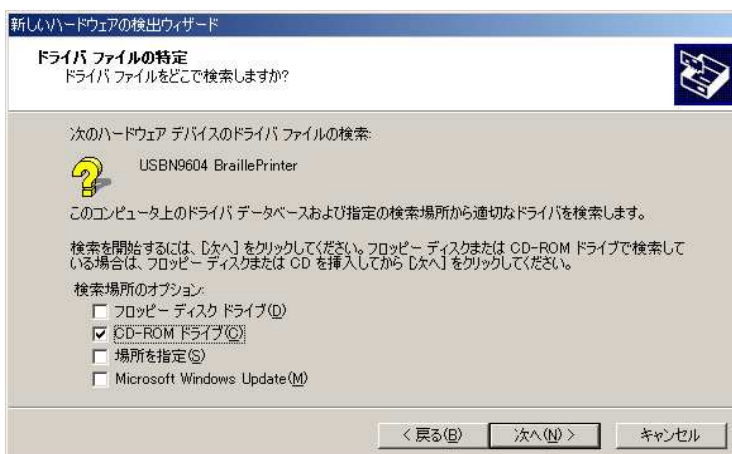 新しいハードウェアの検出ウィザード
ドライバ ファイルの特定
ドライバ ファイルをどこで検索しますか?
次のハードウェア デバイスのドライバ ファイルの検索:
USBN9604 BraillePrinter
このコンピュータ上のドライバ データベースおよび指定の検索場所から適切なドライバを検索します。
検索を開始するには、[次へ] をクリックしてください。フロッピー ディスクまたは CD-ROM ドライブで検索して
いる場合は、フロッピー ディスクまたは CD を挿入してから [次へ] をクリックしてください。
検索場所のオプション:
フロッピー ディスク ドライブ(D)
CD-ROM ドライブ(C)
場所を指定(S)
Microsoft Windows Update(M)
< 戻る(B)
次へ(N) >
キャンセル